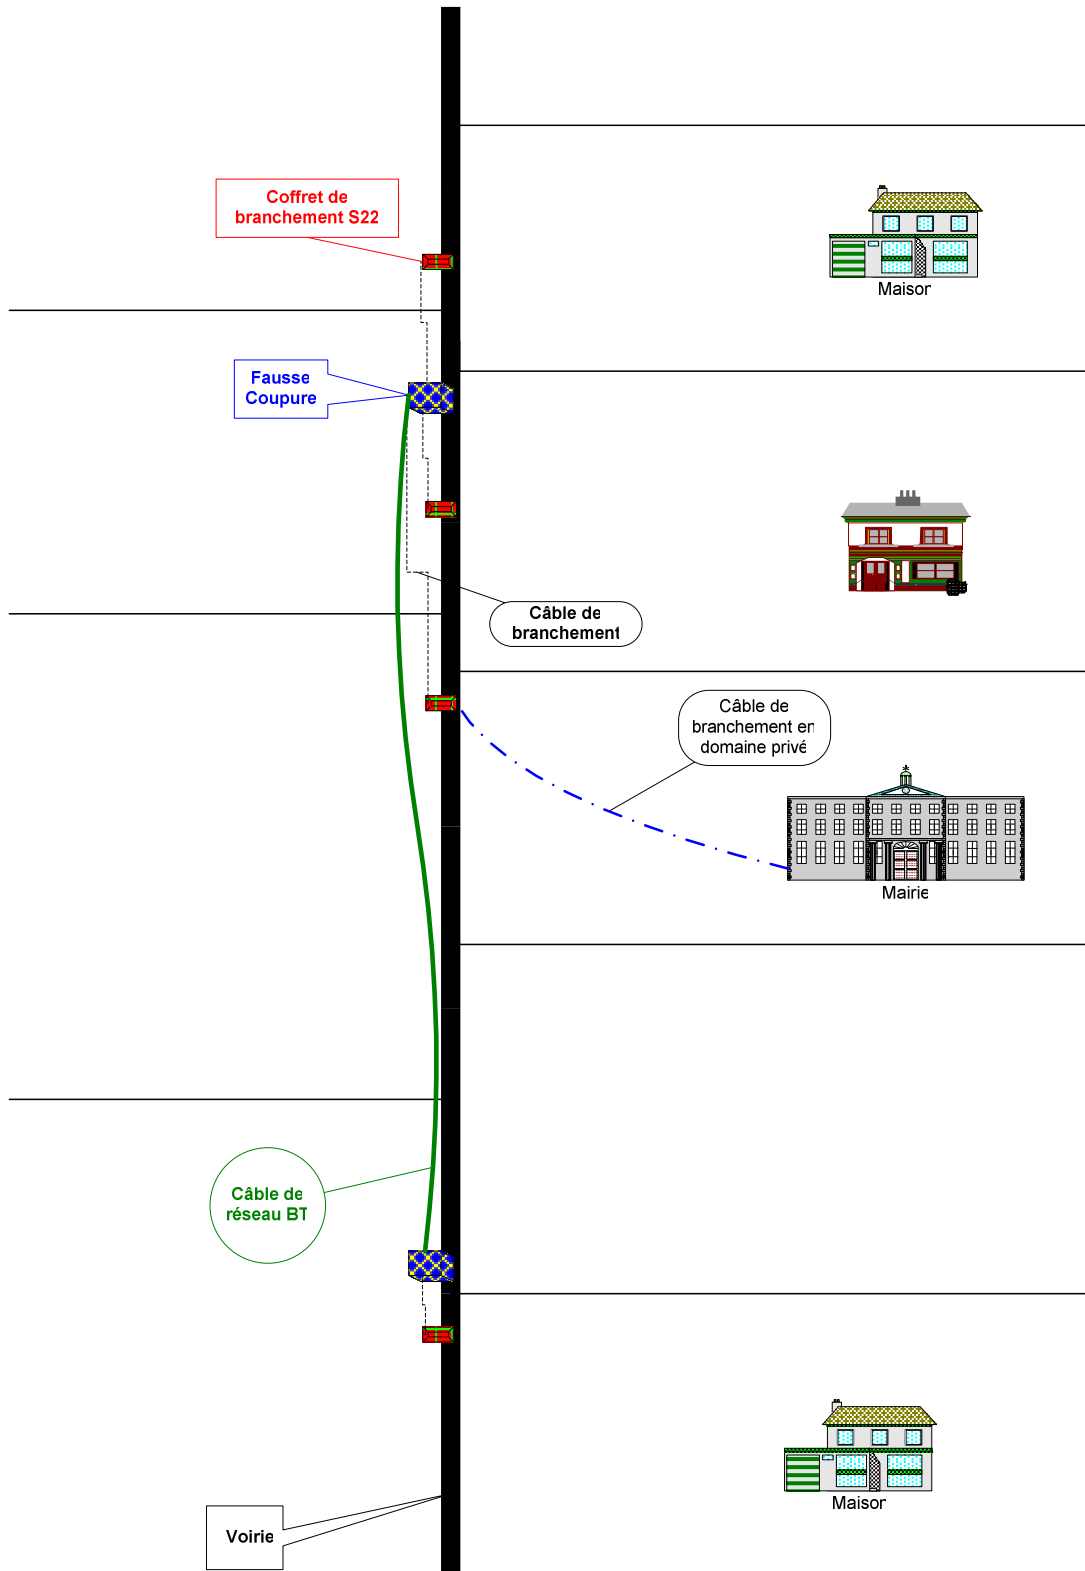 Coffret de
branchement S22
Maison
Fausse
Coupure
Câble de
branchement
Câble de
branchement en
domaine privé
Mairie
Câble de
réseau BT
Maison
Voirie